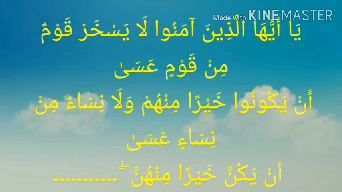 Made with KINEMASTER
يَا أَيُّهَا الَّذِينَ آمَنُوا لَا يَسْخَرْ قَوْمٌ
مِنْ قَوْمٍ عَسَىٰ
أَنْ يَكُونُوا خَيْرًا مِنْهُمْ وَلَا نِسَاءٌ مِنْ
نِسَاءٍ عَسَىٰ
أَنْ يَكُنَّ خَيْرًا مِنْهُنَّ ۖ...........